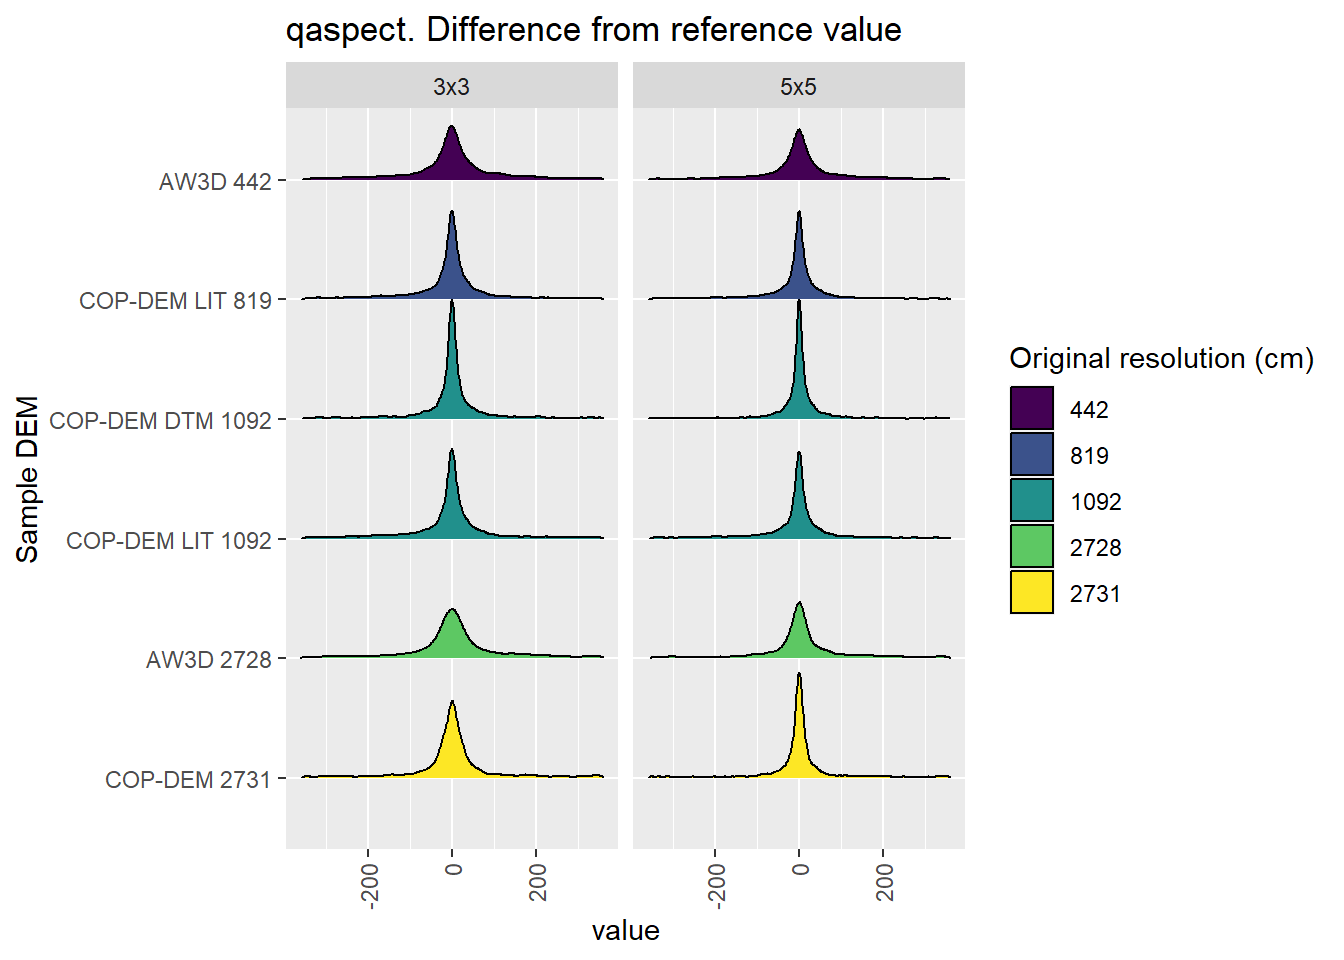 qaspect. Difference from reference value
3x3
5x5
AW3D 442
COP-DEM LIT 819
COP-DEM DTM 1092
COP-DEM LIT 1092
AW3D 2728
COP-DEM 2731
Sample DEM
-200
0
200
-200
0
200
value
Original resolution (cm)
442
819
1092
2728
2731